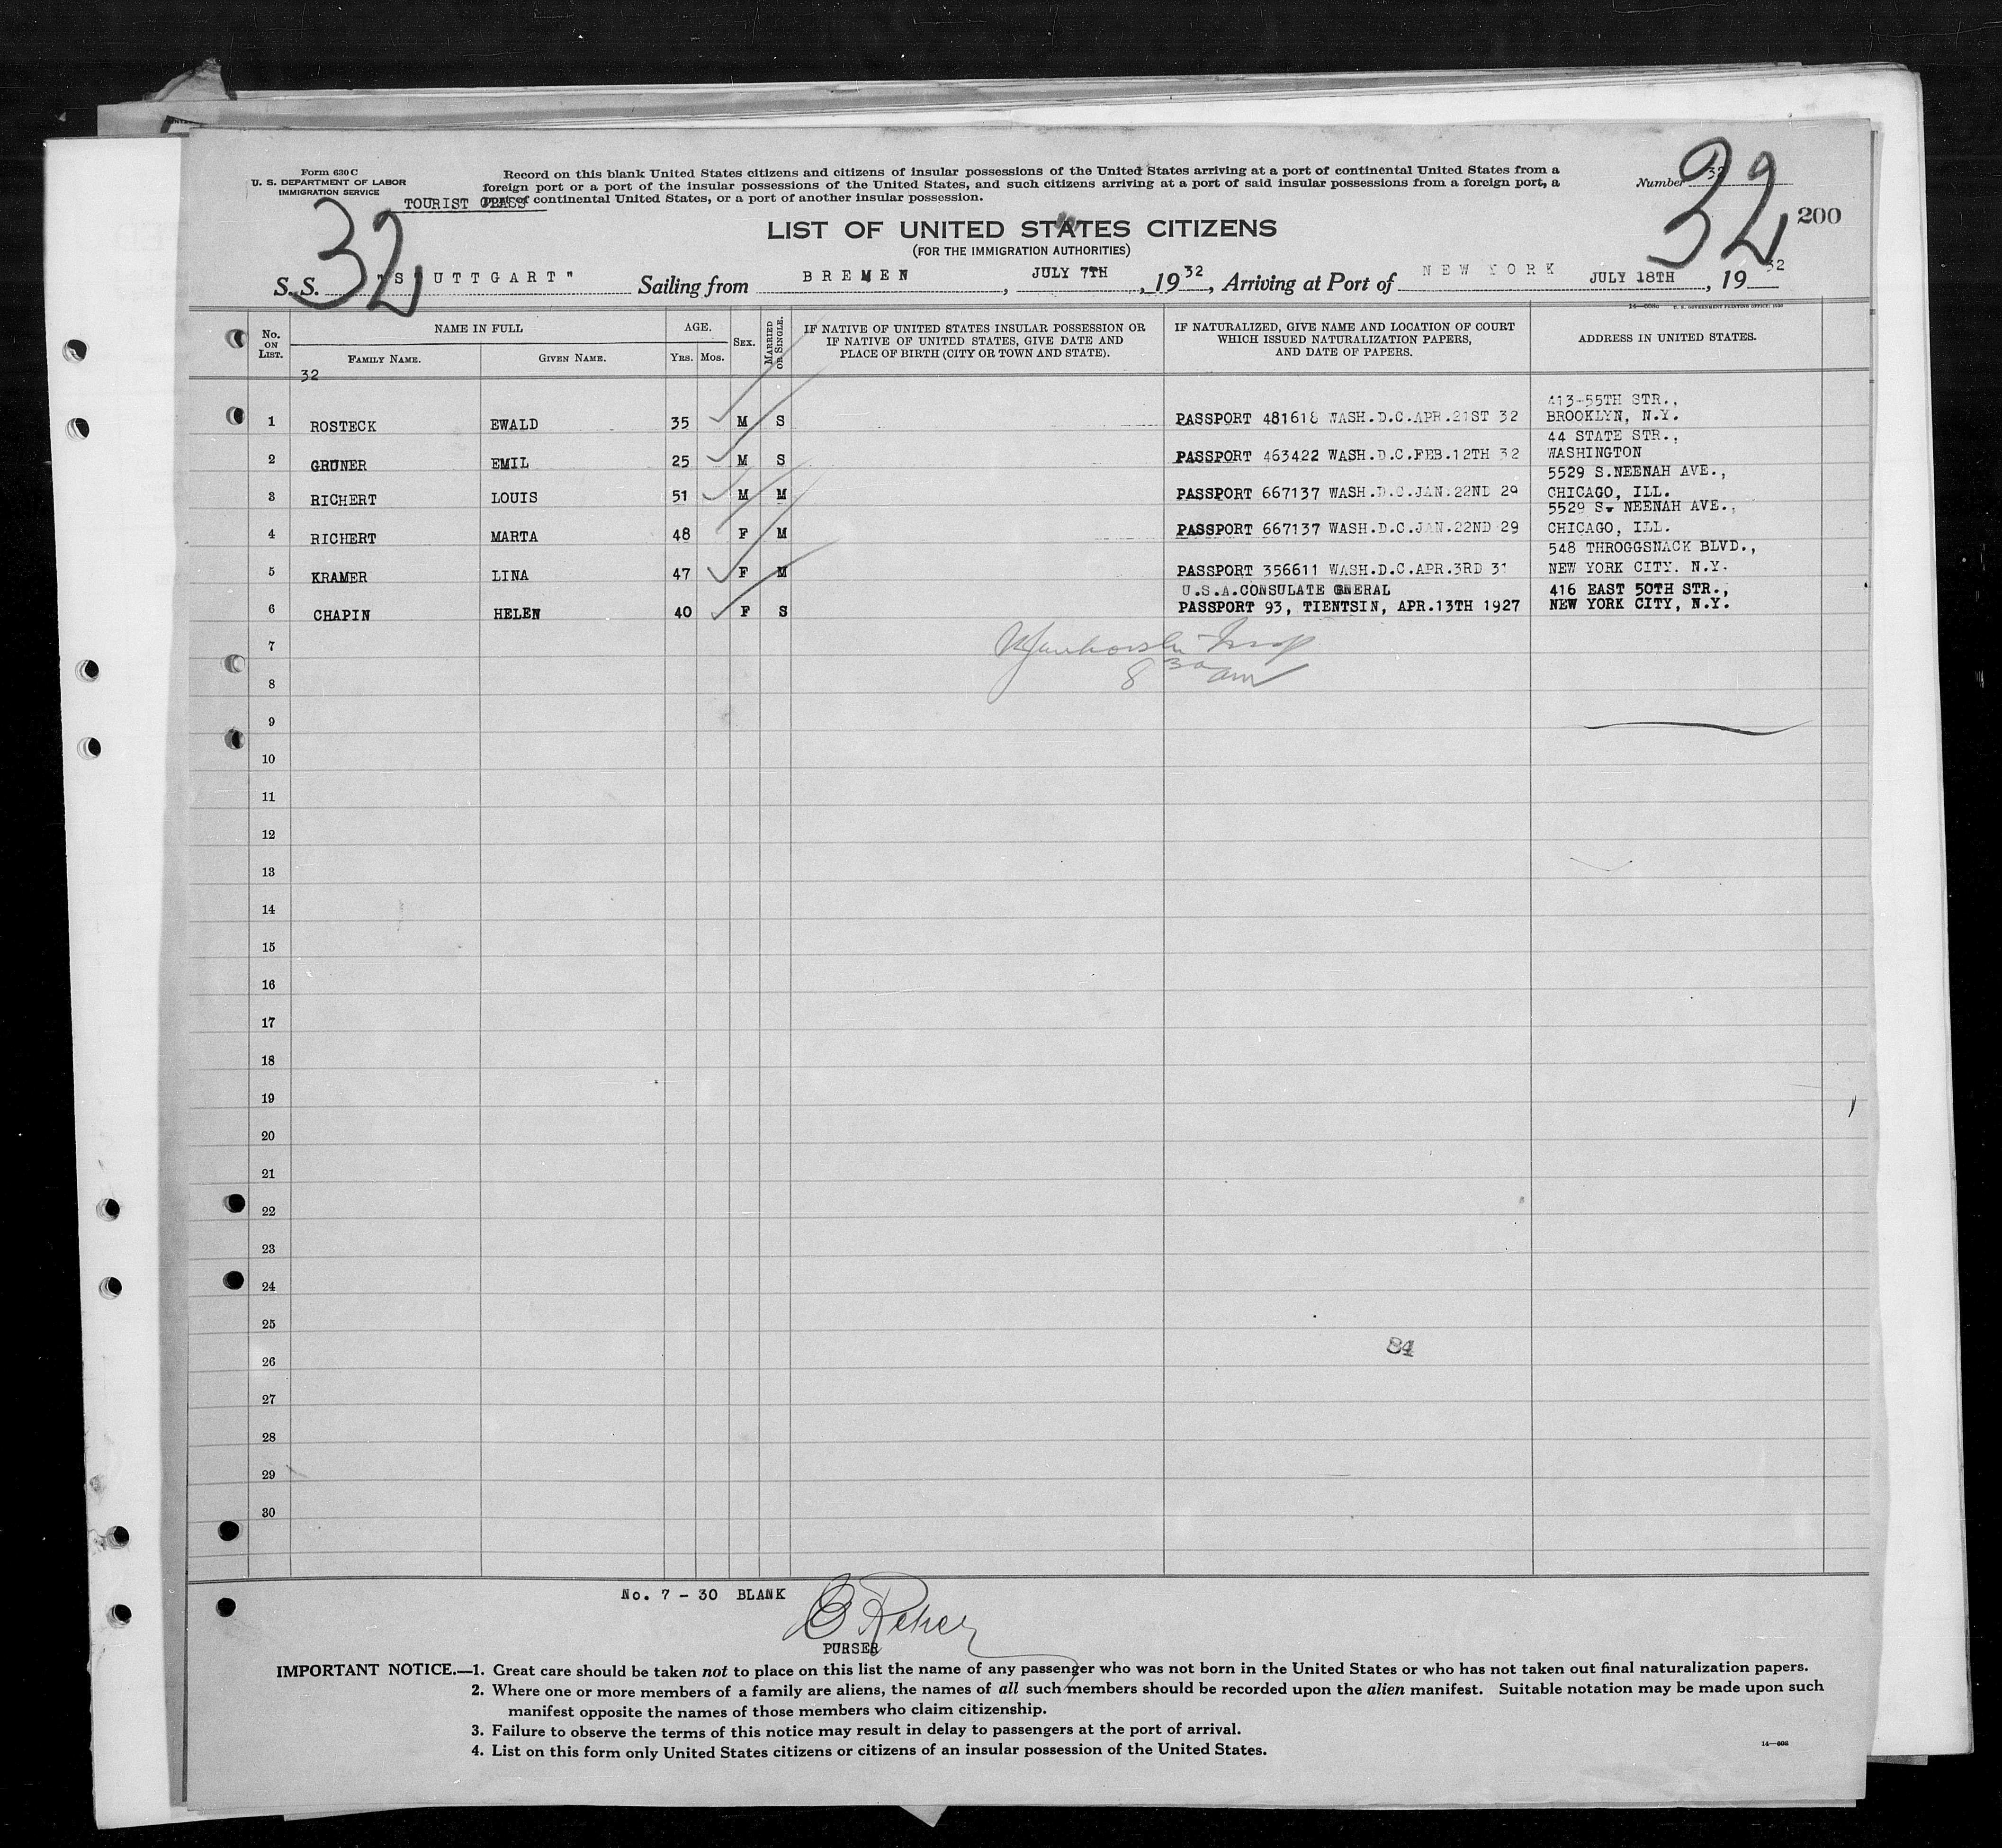 Form 630 C
U. S. DEPARTMENT OF LABOR
IMMIGRATION SERVICE
TOURIST CLASS
Record on this blank United States citizens and citizens of insular possessions of the United States arriving at a port of continental United States from a
foreign port or a port of the insular possessions of the United States, and such citizens arriving at a port of said insular possessions from a foreign port, a
port of continental United States, or a port of another insular possession.
Number 32
32
32
200
LIST OF UNITED STATES CITIZENS
(FOR THE IMMIGRATION AUTHORITIES)
S. S. "STUTTGART" Sailing from BREMEN, JULY 7TH, 1932, Arriving at Port of NEW YORK JULY 18TH, 1932
No. ON LIST.
NAME IN FULL
FAMILY NAME.
GIVEN NAME.
AGE.
YRS. MOS.
SEX.
MARRIED OR SINGLE.
IF NATIVE OF UNITED STATES INSULAR POSSESSION OR
IF NATIVE OF UNITED STATES, GIVE DATE AND
PLACE OF BIRTH (CITY OR TOWN AND STATE).
IF NATURALIZED, GIVE NAME AND LOCATION OF COURT
WHICH ISSUED NATURALIZATION PAPERS,
AND DATE OF PAPERS.
ADDRESS IN UNITED STATES.
32
413-55TH STR.,
1 ROSTECK EWALD 35 M S PASSPORT 481618 WASH.D.C.APR.21ST 32 BROOKLYN, N.Y.
44 STATE STR.,
2 GRUNER EMIL 25 M S PASSPORT 463422 WASH.D.C.FEB.12TH 32 WASHINGTON
5529 S.NEENAH AVE.,
3 RICHERT LOUIS 51 M M PASSPORT 667137 WASH.D.C.JAN.22ND 29 CHICAGO, ILL.
5529 S. NEENAH AVE.,
4 RICHERT MARTA 48 F M PASSPORT 667137 WASH.D.C.JAN.22ND 29 CHICAGO, ILL.
548 THROGGSNACK BLVD.,
5 KRAMER LINA 47 F M PASSPORT 356611 WASH.D.C.APR.3RD 31 NEW YORK CITY. N.Y.
U.S.A.CONSULATE GNERAL 416 EAST 50TH STR.,
6 CHAPIN HELEN 40 F S PASSPORT 93, TIENTSIN, APR.13TH 1927 NEW YORK CITY, N.Y.
7
8 8 30 am
9
10
11
12
13
14
15
16
17
18
19
20
21
22
23
24
25
84
26
27
28
29
30
No. 7 - 30 BLANK
PURSER
IMPORTANT NOTICE.—1. Great care should be taken not to place on this list the name of any passenger who was not born in the United States or who has not taken out final naturalization papers.
2. Where one or more members of a family are aliens, the names of all such members should be recorded upon the alien manifest. Suitable notation may be made upon such
manifest opposite the names of those members who claim citizenship.
3. Failure to observe the terms of this notice may result in delay to passengers at the port of arrival.
4. List on this form only United States citizens or citizens of an insular possession of the United States.